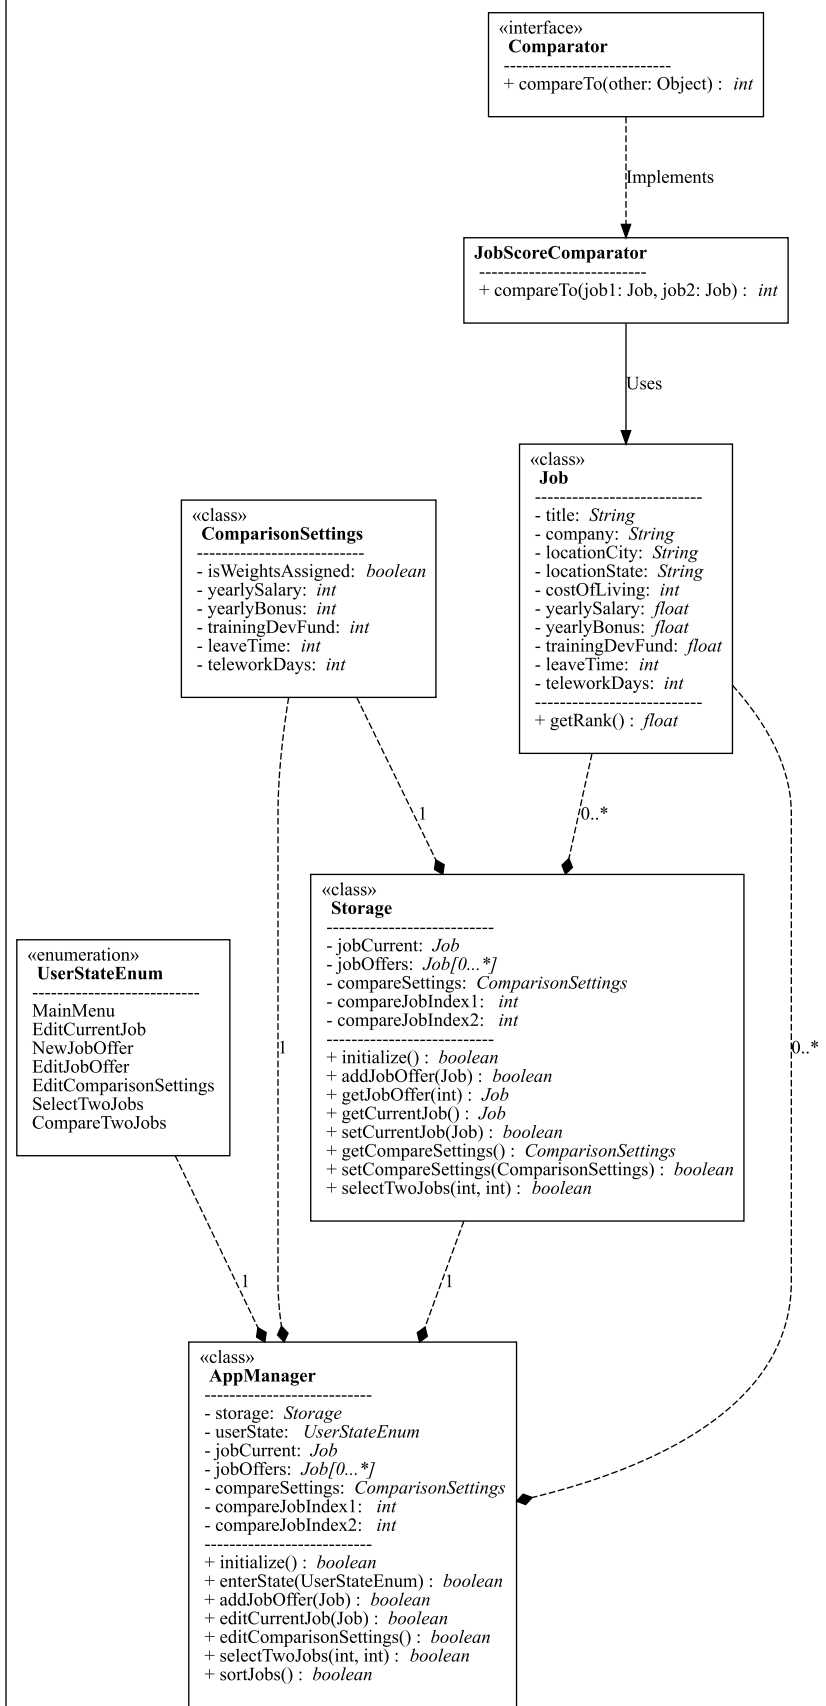 «interface»
Comparator
---------------------------
+ compareTo(other: Object) : int
Implements
JobScoreComparator
---------------------------
+ compareTo(job1: Job, job2: Job) : int
Uses
«class»
Job
---------------------------
- title: String
- company: String
- locationCity: String
- locationState: String
- costOfLiving: int
- yearlySalary: float
- yearlyBonus: float
- trainingDevFund: float
- leaveTime: int
- teleworkDays: int
---------------------------
+ getRank() : float
«class»
ComparisonSettings
---------------------------
- isWeightsAssigned: boolean
- yearlySalary: int
- yearlyBonus: int
- trainingDevFund: int
- leaveTime: int
- teleworkDays: int
1
0..*
«class»
Storage
---------------------------
- jobCurrent: Job
- jobOffers: Job[0...*]
- compareSettings: ComparisonSettings
- compareJobIndex1: int
- compareJobIndex2: int
---------------------------
+ initialize() : boolean
+ addJobOffer(Job) : boolean
+ getJobOffer(int) : Job
+ getCurrentJob() : Job
+ setCurrentJob(Job) : boolean
+ getCompareSettings() : ComparisonSettings
+ setCompareSettings(ComparisonSettings) : boolean
+ selectTwoJobs(int, int) : boolean
«enumeration»
UserStateEnum
---------------------------
MainMenu
EditCurrentJob
NewJobOffer
EditJobOffer
EditComparisonSettings
SelectTwoJobs
CompareTwoJobs
1
0..*
1
1
«class»
AppManager
---------------------------
- storage: Storage
- userState: UserStateEnum
- jobCurrent: Job
- jobOffers: Job[0...*]
- compareSettings: ComparisonSettings
- compareJobIndex1: int
- compareJobIndex2: int
---------------------------
+ initialize() : boolean
+ enterState(UserStateEnum) : boolean
+ addJobOffer(Job) : boolean
+ editCurrentJob(Job) : boolean
+ editComparisonSettings() : boolean
+ selectTwoJobs(int, int) : boolean
+ sortJobs() : boolean